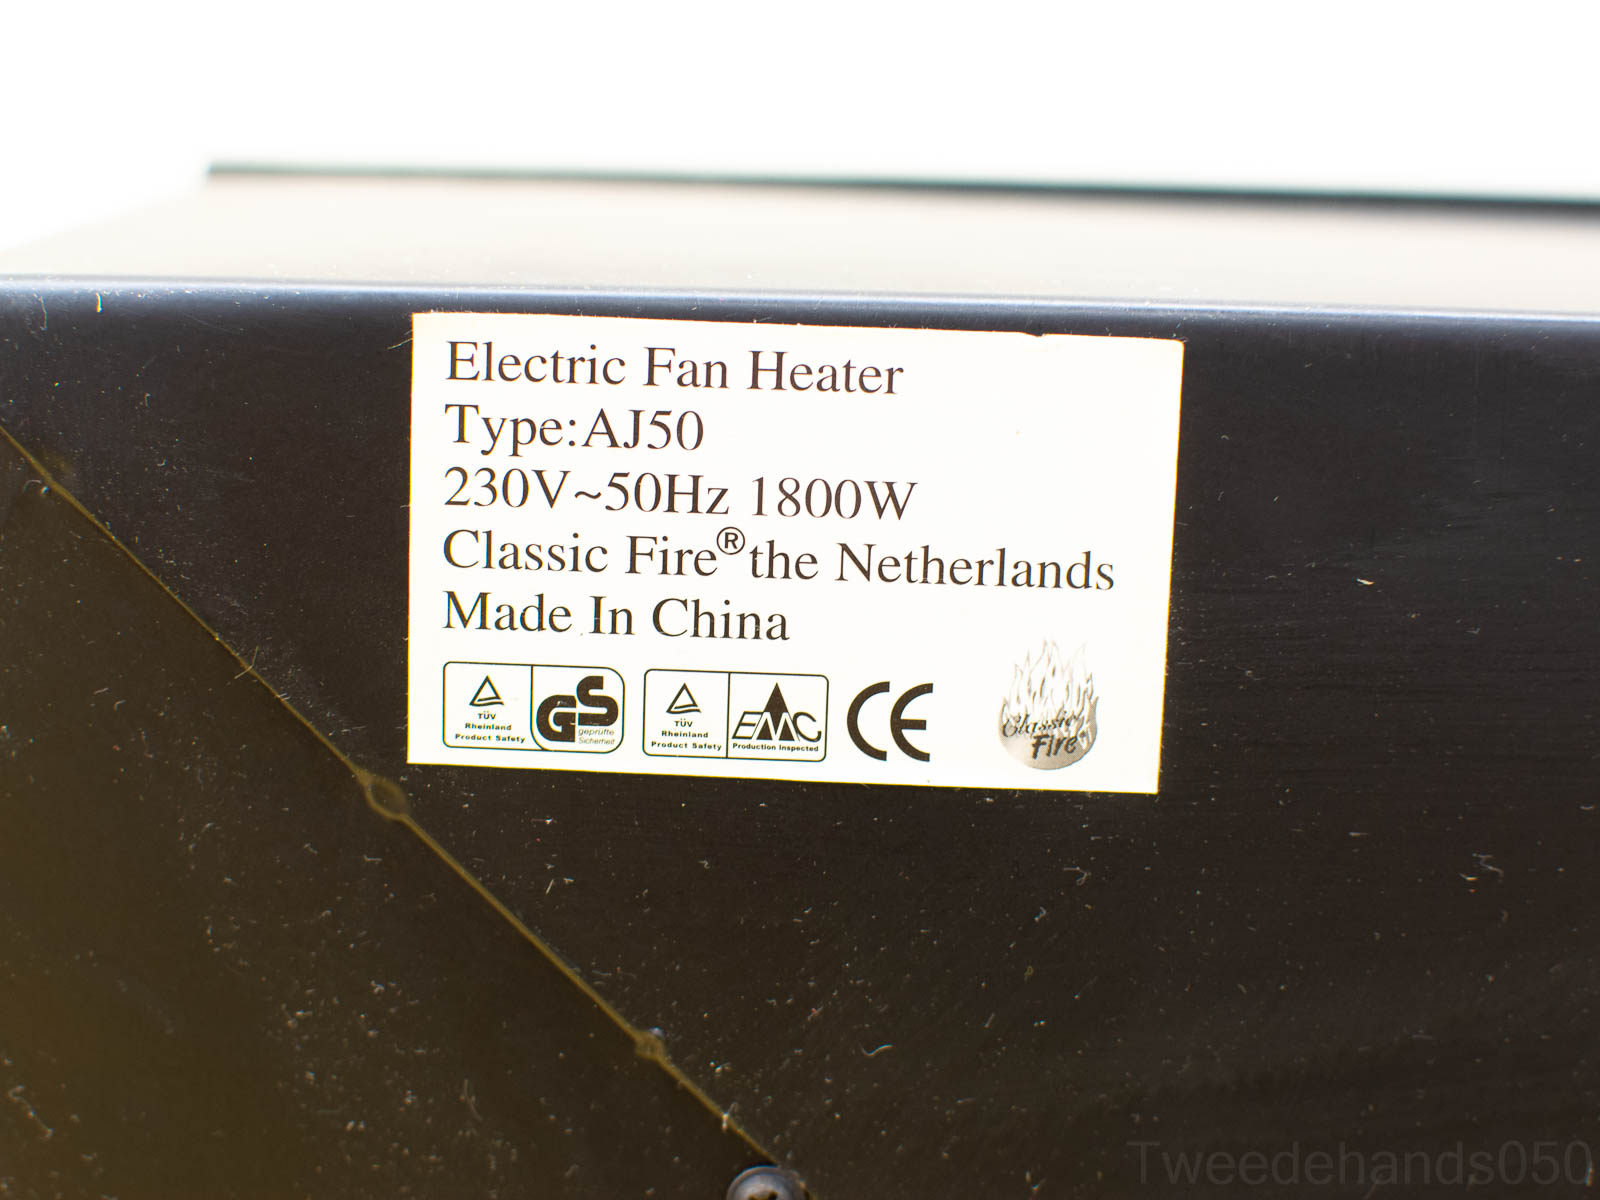 Electric Fan Heater
Type:AJ50
230V~50Hz 1800W
Classic Fire® the Netherlands
Made In China
TÜV
Rheinland
Product Safety
GS
geprüfte
Sicherheit
TÜV
Rheinland
Product Safety
EMC
Production Inspected
CE
Classic
Fire
Tweedehands050